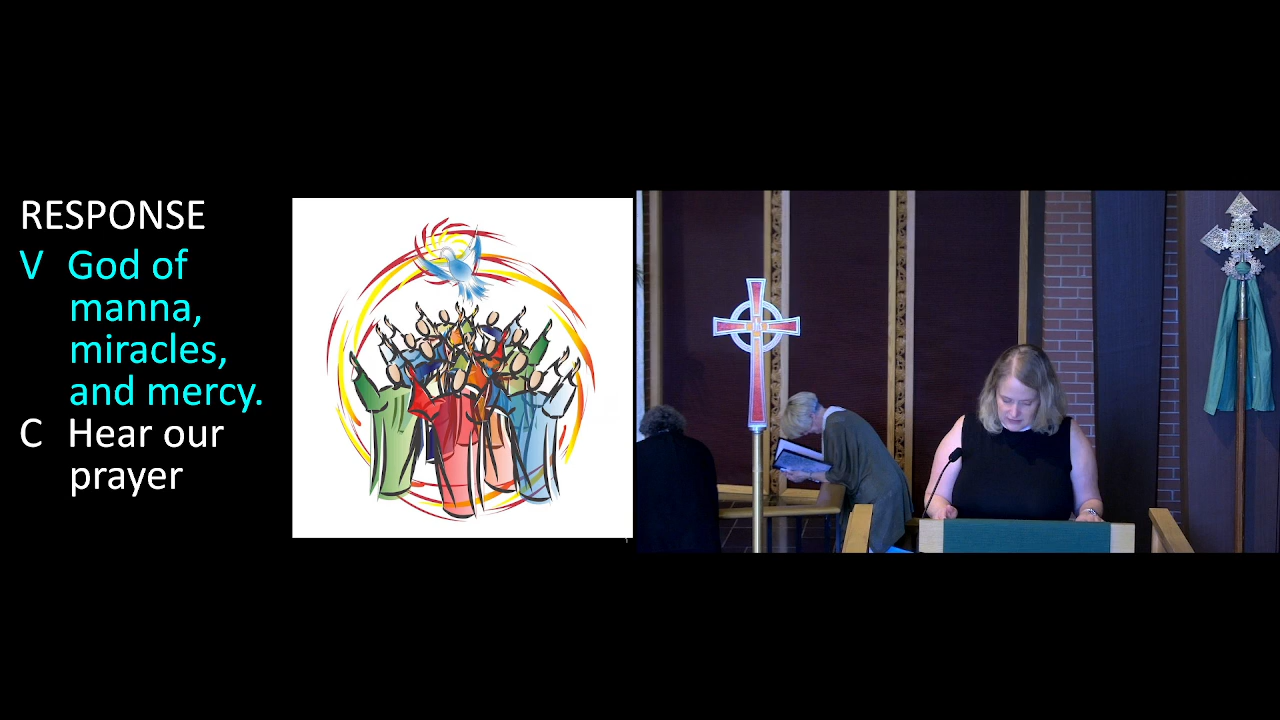 RESPONSE
V God of
manna,
miracles,
and mercy.
C Hear our
prayer